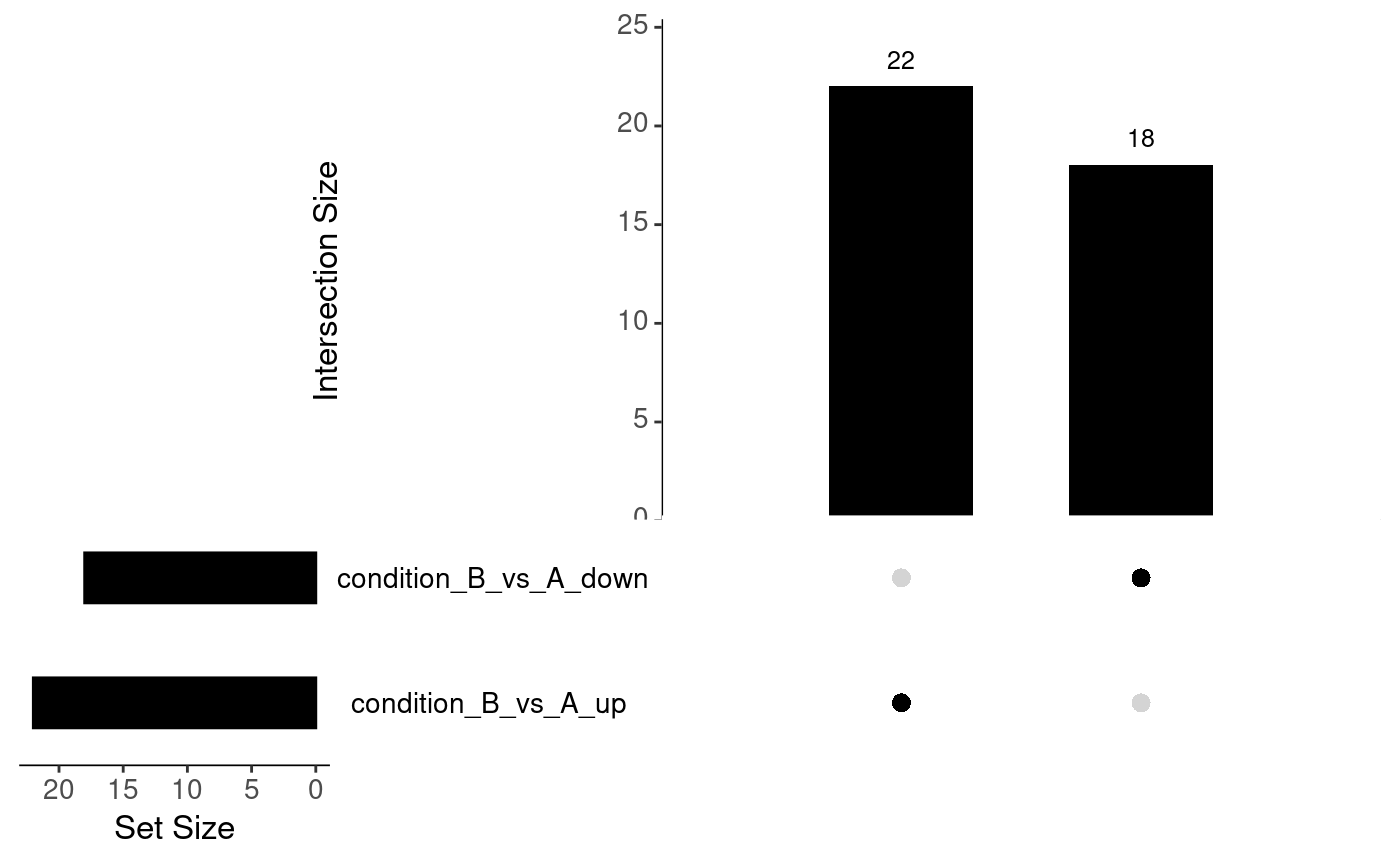 25
22
20
18
15
Intersection Size
10
5
0
condition_B_vs_A_down
condition_B_vs_A_up
20 15 10 5 0
Set Size